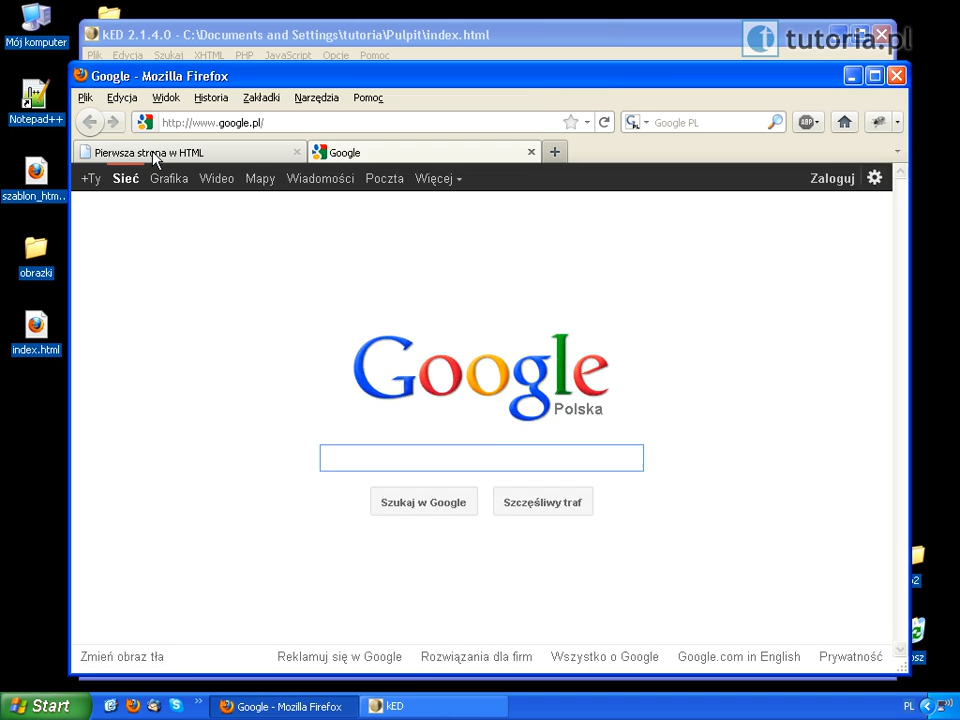 Mój komputer
Notepad++
szablon_htm...
obrazki
index.html
kED 2.1.4.0 - C:\Documents and Settings\tutoria\Pulpit\index.html
tutoria.pl
Plik Edycja Szukaj XHTML PHP JavaScript Opcje Pomoc
Google - Mozilla Firefox
Plik Edycja Widok Historia Zakładki Narzędzia Pomoc
http://www.google.pl/
Google PL
ABP
Pierwsza strona w HTML
Google
+Ty Sieć Grafika Wideo Mapy Wiadomości Poczta Więcej
Zaloguj
Google
Polska
Szukaj w Google
Szczęśliwy traf
Zmień obraz tła
Reklamuj się w Google
Rozwiązania dla firm
Wszystko o Google
Google.com in English
Prywatność
Start
Google - Mozilla Firefox
kED
PL